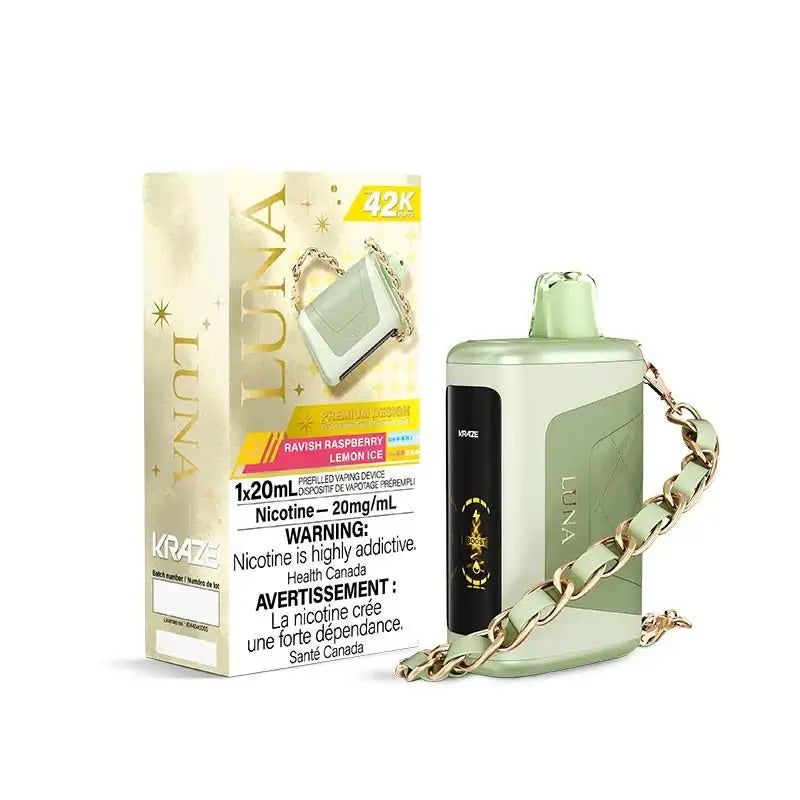 LUNA
LUNA
KRAZE
Batch number / Numéro de lot
42K
PUFFS
PREMIUM DESIGN
RAVISH RASPBERRY
LEMON ICE
1x20mL PREFILLED VAPING DEVICE
DISPOSITIF DE VAPOTAGE PRÉREMPLI
Nicotine – 20mg/mL
WARNING:
Nicotine is highly addictive.
Health Canada
AVERTISSEMENT :
La nicotine crée
une forte dépendance.
Santé Canada
KRAZE
BOOST
LUNA